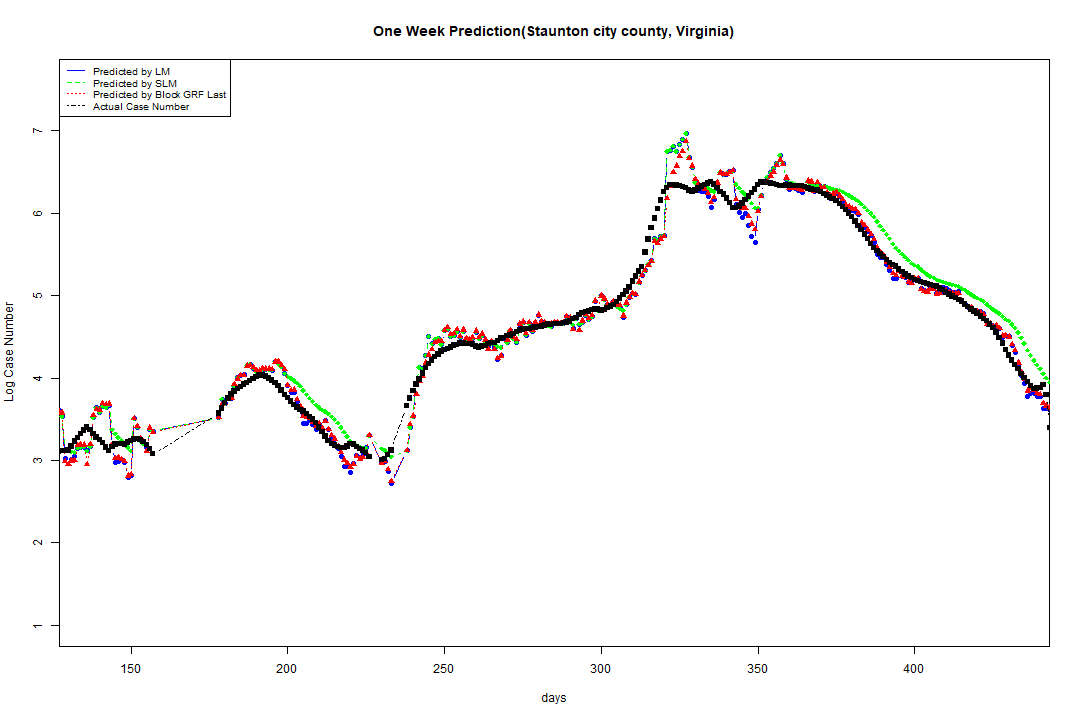 One Week Prediction(Staunton city county, Virginia)
Predicted by LM
Predicted by SLM
Predicted by Block GRF Last
Actual Case Number
7
6
5
4
3
2
1
Log Case Number
150 200 250 300 350 400
days